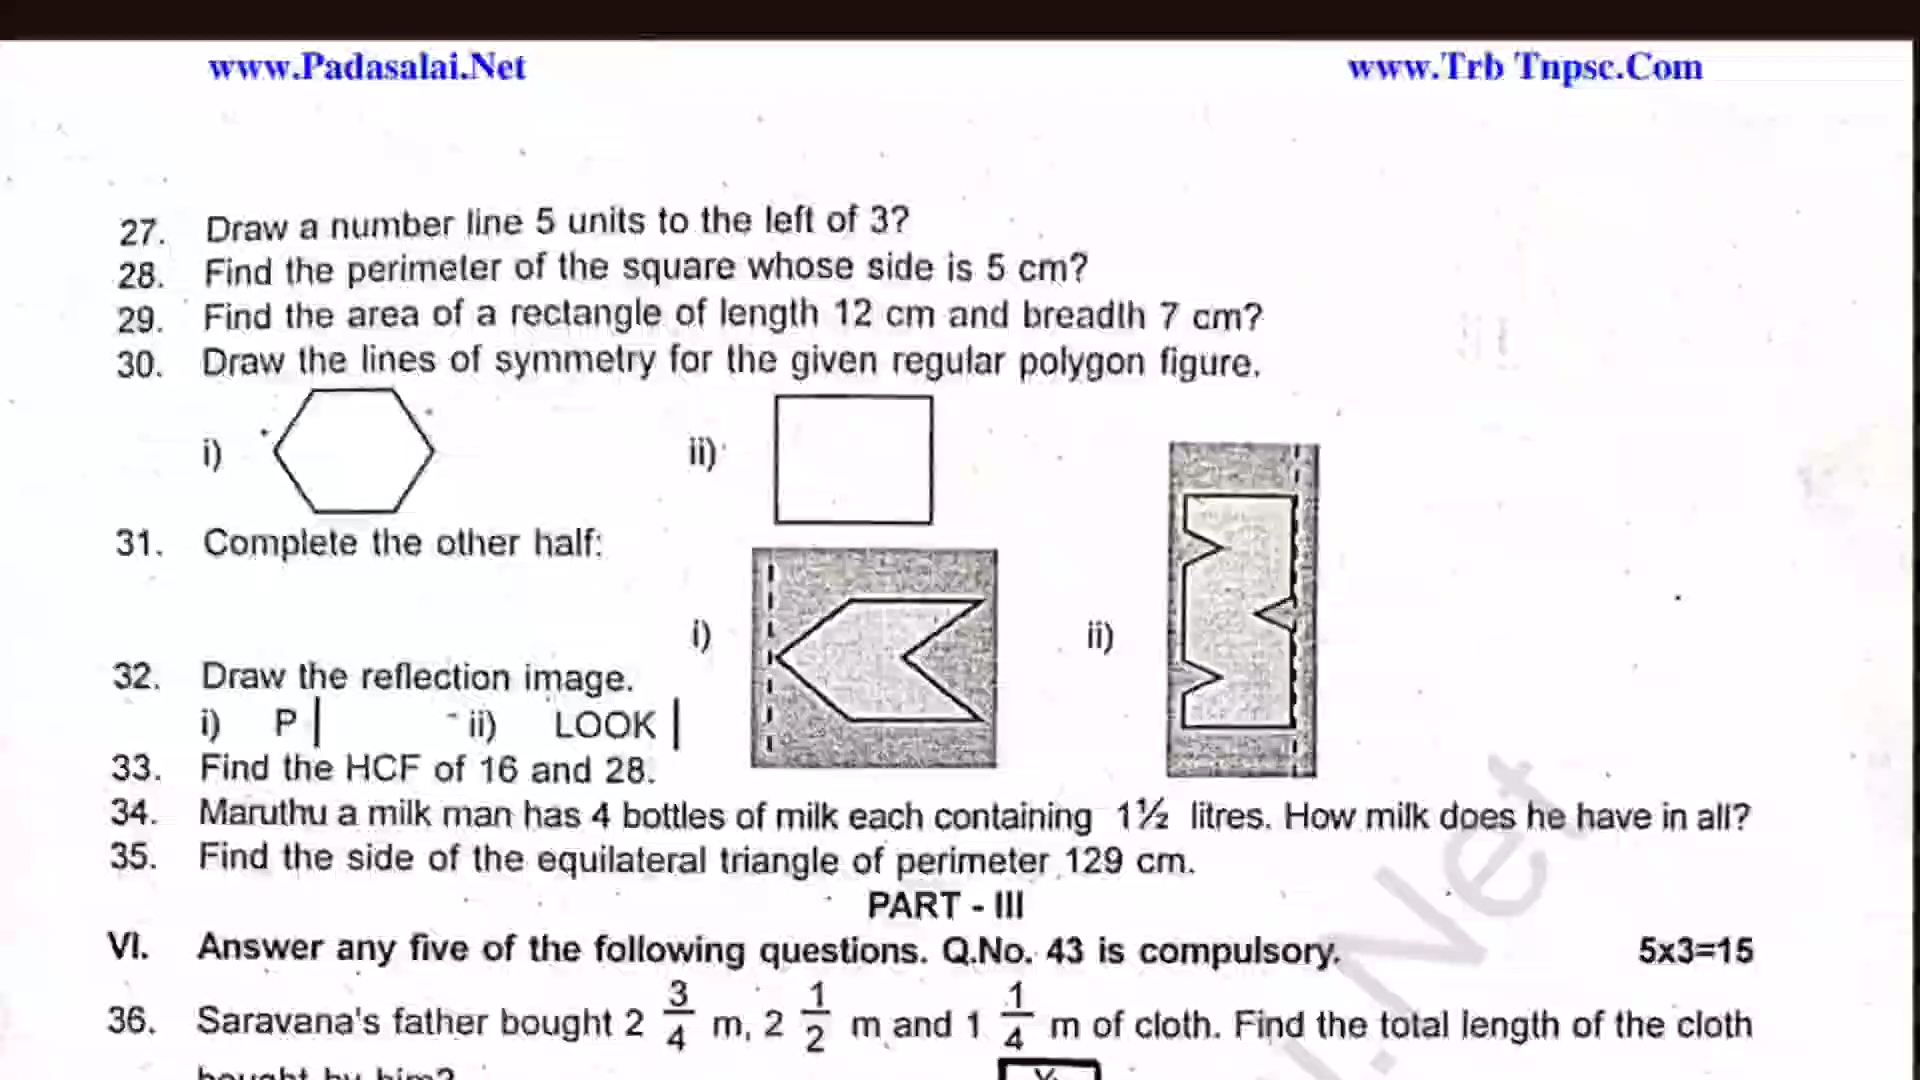 www.Padasalai.Net
www.Trb Tnpsc.Com
27. Draw a number line 5 units to the left of 3?
28. Find the perimeter of the square whose side is 5 cm?
29. Find the area of a rectangle of length 12 cm and breadth 7 cm?
30. Draw the lines of symmetry for the given regular polygon figure.
i) ii)
31. Complete the other half:
i) ii)
32. Draw the reflection image.
i) P | ii) LOOK |
33. Find the HCF of 16 and 28.
34. Maruthu a milk man has 4 bottles of milk each containing 1½ litres. How milk does he have in all?
35. Find the side of the equilateral triangle of perimeter 129 cm.
PART - III
VI. Answer any five of the following questions. Q.No. 43 is compulsory. 5x3=15
36. Saravana's father bought 2 3/4 m, 2 1/2 m and 1 1/4 m of cloth. Find the total length of the cloth
bought by him?
l.Net